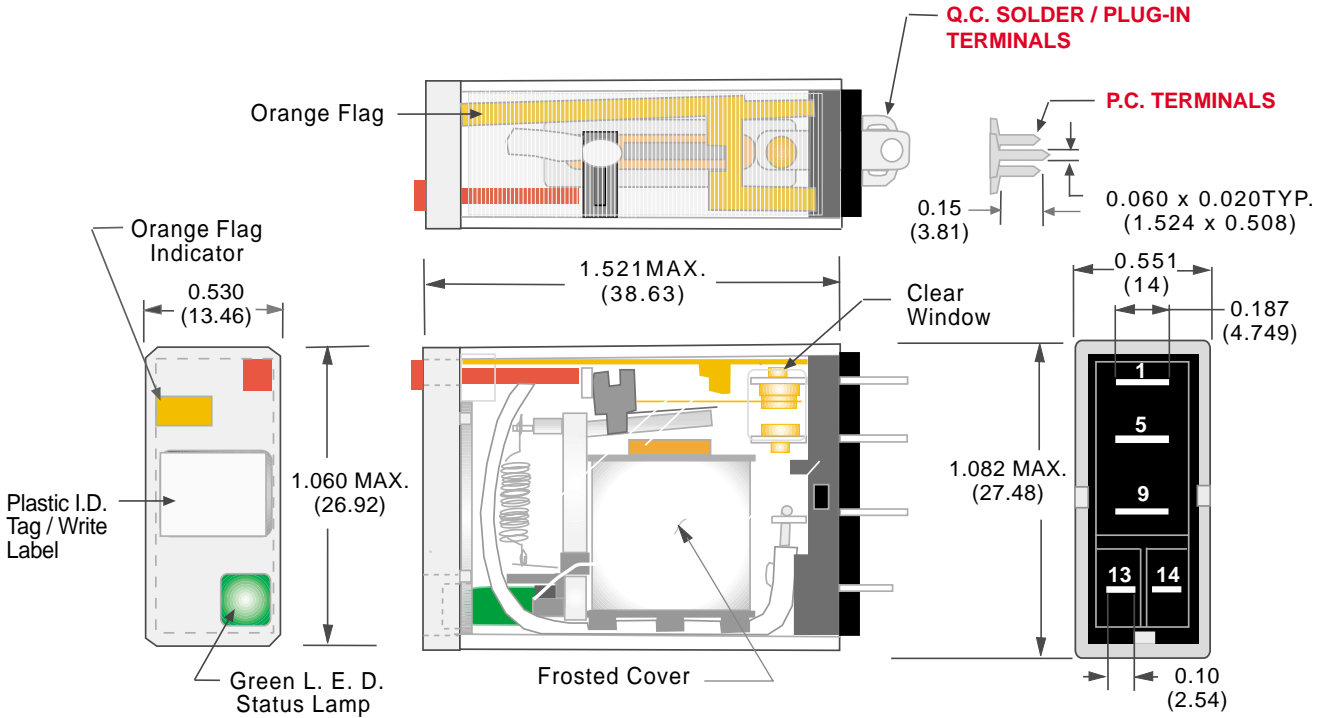 Q.C. SOLDER / PLUG-IN
TERMINALS
Orange Flag
P.C. TERMINALS
0.15
(3.81)
0.060 x 0.020TYP.
(1.524 x 0.508)
Orange Flag
Indicator
0.530
(13.46)
1.521MAX.
(38.63)
Clear
Window
0.551
(14)
0.187
(4.749)
1
5
9
13
14
1.060 MAX.
(26.92)
1.082 MAX.
(27.48)
Plastic I.D.
Tag / Write
Label
Green L. E. D.
Status Lamp
Frosted Cover
0.10
(2.54)